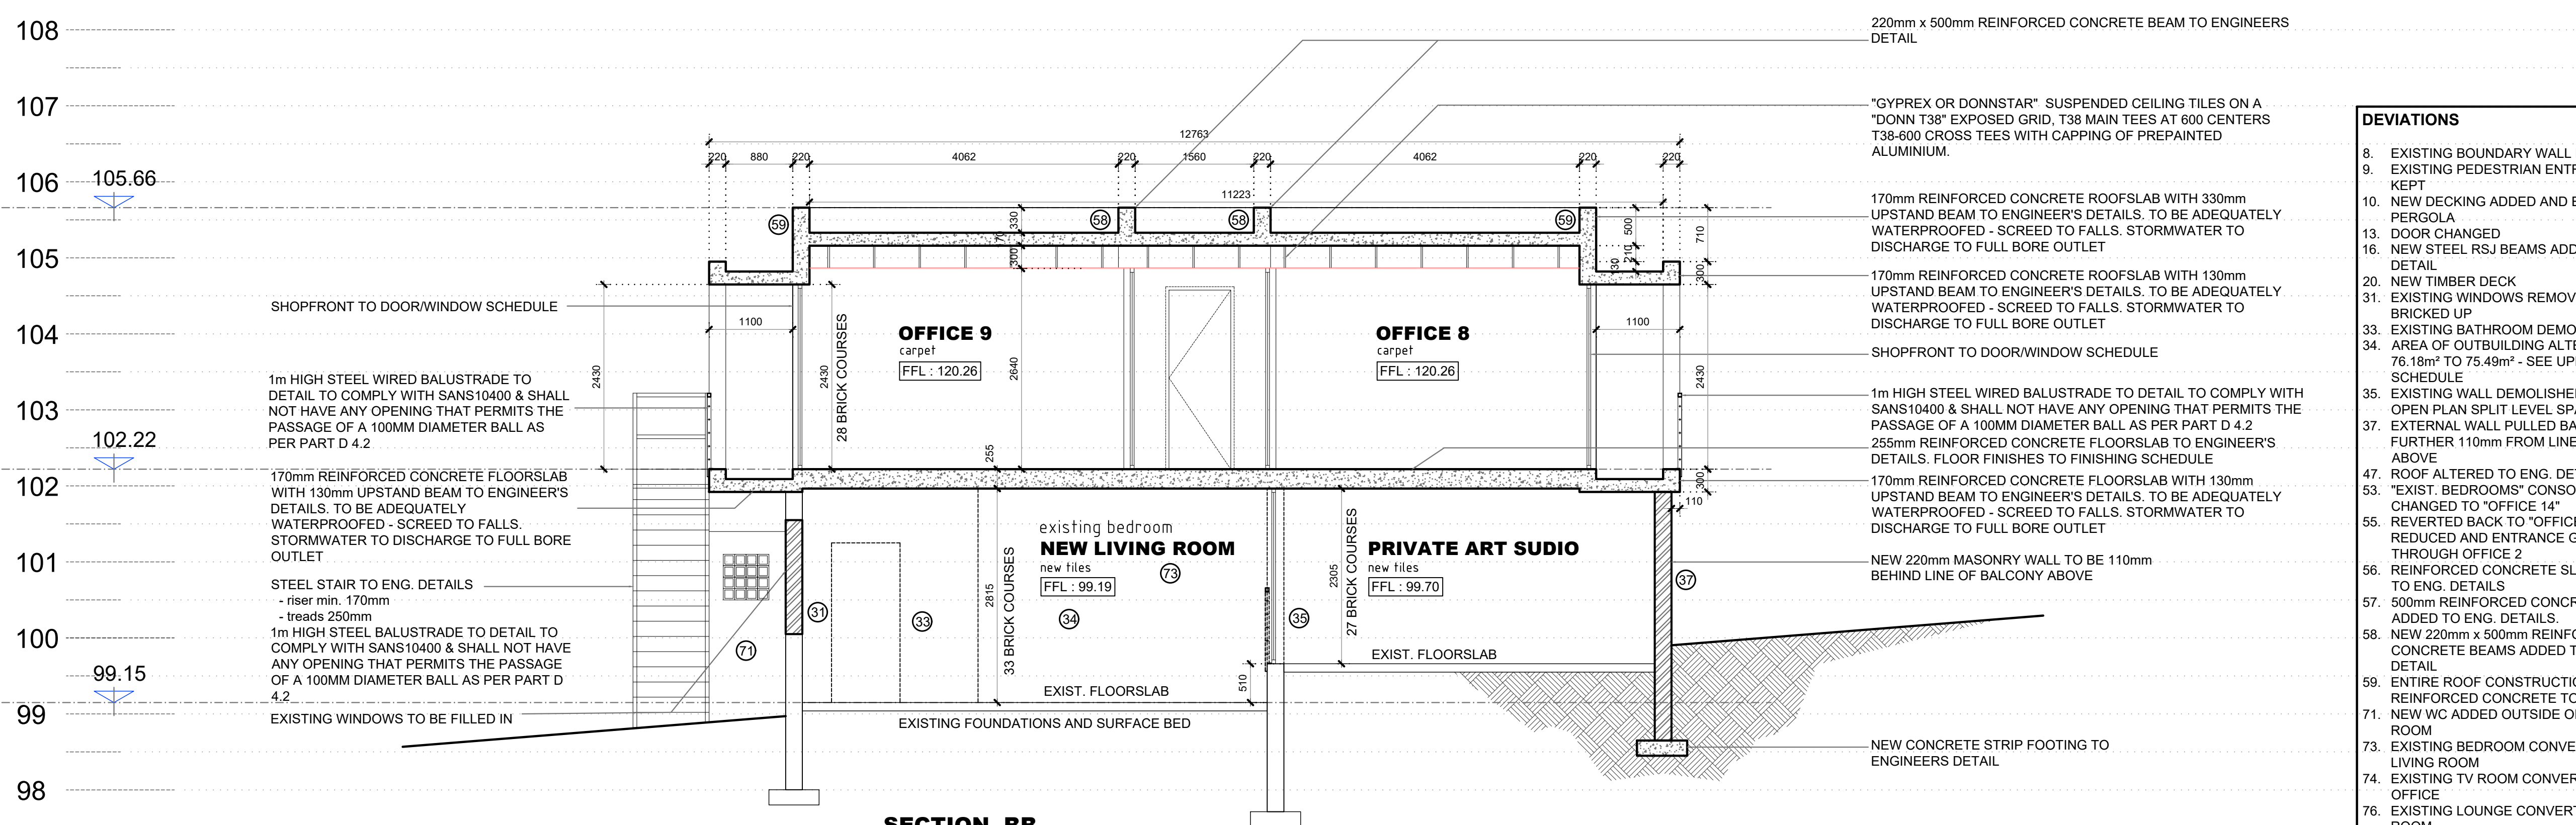 108
107
106
105
104
103
102
101
100
99
98
105.66
102.22
99.15
SHOPFRONT TO DOOR/WINDOW SCHEDULE
1m HIGH STEEL WIRED BALUSTRADE TO
DETAIL TO COMPLY WITH SANS10400 & SHALL
NOT HAVE ANY OPENING THAT PERMITS THE
PASSAGE OF A 100MM DIAMETER BALL AS
PER PART D 4.2
170mm REINFORCED CONCRETE FLOORSLAB
WITH 130mm UPSTAND BEAM TO ENGINEER'S
DETAILS. TO BE ADEQUATELY
WATERPROOFED - SCREED TO FALLS.
STORMWATER TO DISCHARGE TO FULL BORE
OUTLET
STEEL STAIR TO ENG. DETAILS
- riser min. 170mm
- treads 250mm
1m HIGH STEEL BALUSTRADE TO DETAIL TO
COMPLY WITH SANS10400 & SHALL NOT HAVE
ANY OPENING THAT PERMITS THE PASSAGE
OF A 100MM DIAMETER BALL AS PER PART D
4.2
EXISTING WINDOWS TO BE FILLED IN
12763
220 880 220 4062 220 1560 220 4062 220 220
11223
59 58 58 59
330
70
300
500
210
130
710
300
1100
1100
2430
2430
28 BRICK COURSES
2640
255
2430
300
110
OFFICE 9
carpet
FFL : 120.26
OFFICE 8
carpet
FFL : 120.26
existing bedroom
NEW LIVING ROOM
new tiles
FFL : 99.19
73
34
33
31
71
35
37
2815
33 BRICK COURSES
2305
27 BRICK COURSES
510
PRIVATE ART SUDIO
new tiles
FFL : 99.70
EXIST. FLOORSLAB
EXIST. FLOORSLAB
EXISTING FOUNDATIONS AND SURFACE BED
SECTION BB
220mm x 500mm REINFORCED CONCRETE BEAM TO ENGINEERS
DETAIL
"GYPREX OR DONNSTAR" SUSPENDED CEILING TILES ON A
"DONN T38" EXPOSED GRID, T38 MAIN TEES AT 600 CENTERS
T38-600 CROSS TEES WITH CAPPING OF PREPAINTED
ALUMINIUM.
170mm REINFORCED CONCRETE ROOFSLAB WITH 330mm
UPSTAND BEAM TO ENGINEER'S DETAILS. TO BE ADEQUATELY
WATERPROOFED - SCREED TO FALLS. STORMWATER TO
DISCHARGE TO FULL BORE OUTLET
170mm REINFORCED CONCRETE ROOFSLAB WITH 130mm
UPSTAND BEAM TO ENGINEER'S DETAILS. TO BE ADEQUATELY
WATERPROOFED - SCREED TO FALLS. STORMWATER TO
DISCHARGE TO FULL BORE OUTLET
SHOPFRONT TO DOOR/WINDOW SCHEDULE
1m HIGH STEEL WIRED BALUSTRADE TO DETAIL TO COMPLY WITH
SANS10400 & SHALL NOT HAVE ANY OPENING THAT PERMITS THE
PASSAGE OF A 100MM DIAMETER BALL AS PER PART D 4.2
255mm REINFORCED CONCRETE FLOORSLAB TO ENGINEER'S
DETAILS. FLOOR FINISHES TO FINISHING SCHEDULE
170mm REINFORCED CONCRETE FLOORSLAB WITH 130mm
UPSTAND BEAM TO ENGINEER'S DETAILS. TO BE ADEQUATELY
WATERPROOFED - SCREED TO FALLS. STORMWATER TO
DISCHARGE TO FULL BORE OUTLET
NEW 220mm MASONRY WALL TO BE 110mm
BEHIND LINE OF BALCONY ABOVE
NEW CONCRETE STRIP FOOTING TO
ENGINEERS DETAIL
DEVIATIONS
8. EXISTING BOUNDARY WALL
9. EXISTING PEDESTRIAN
KEPT
10. NEW DECKING ADDED AND
PERGOLA
13. DOOR CHANGED
16. NEW STEEL RSJ BEAMS
DETAIL
20. NEW TIMBER DECK
31. EXISTING WINDOWS
BRICKED UP
33. EXISTING BATHROOM
34. AREA OF OUTBUILDING
76.18m² TO 75.49m² - SEE
SCHEDULE
35. EXISTING WALL
OPEN PLAN SPLIT LEVEL
37. EXTERNAL WALL PULLED
FURTHER 110mm FROM LINE
ABOVE
47. ROOF ALTERED TO ENG.
53. "EXIST. BEDROOMS"
CHANGED TO "OFFICE 14"
55. REVERTED BACK TO
REDUCED AND ENTRANCE
THROUGH OFFICE 2
56. REINFORCED CONCRETE
TO ENG. DETAILS
57. 500mm REINFORCED
ADDED TO ENG. DETAILS.
58. NEW 220mm x 500mm
CONCRETE BEAMS ADDED
DETAIL
59. ENTIRE ROOF
REINFORCED CONCRETE
71. NEW WC ADDED OUTSIDE
ROOM
73. EXISTING BEDROOM
LIVING ROOM
74. EXISTING TV ROOM
OFFICE
76. EXISTING LOUNGE